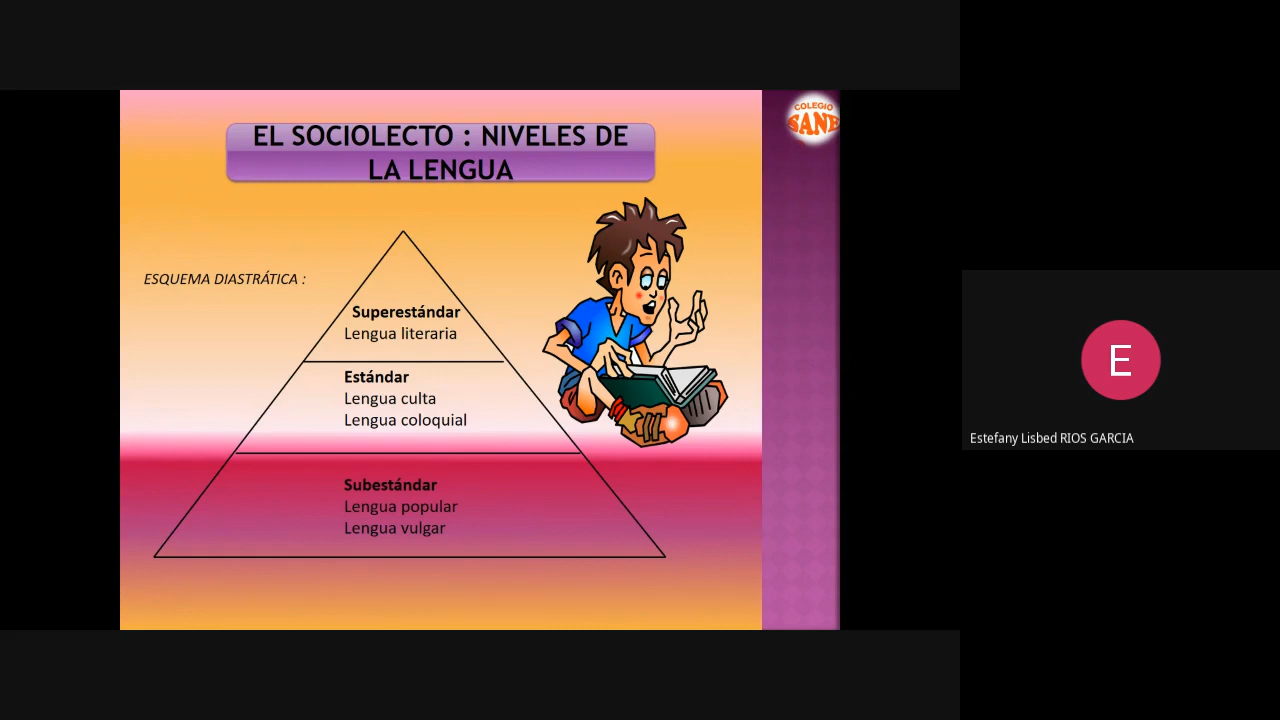 COLEGIO
SANE
EL SOCIOLECTO : NIVELES DE
LA LENGUA
ESQUEMA DIASTRÁTICA :
Superestándar
Lengua literaria
Estándar
Lengua culta
Lengua coloquial
Subestándar
Lengua popular
Lengua vulgar
E
Estefany Lisbed RIOS GARCIA